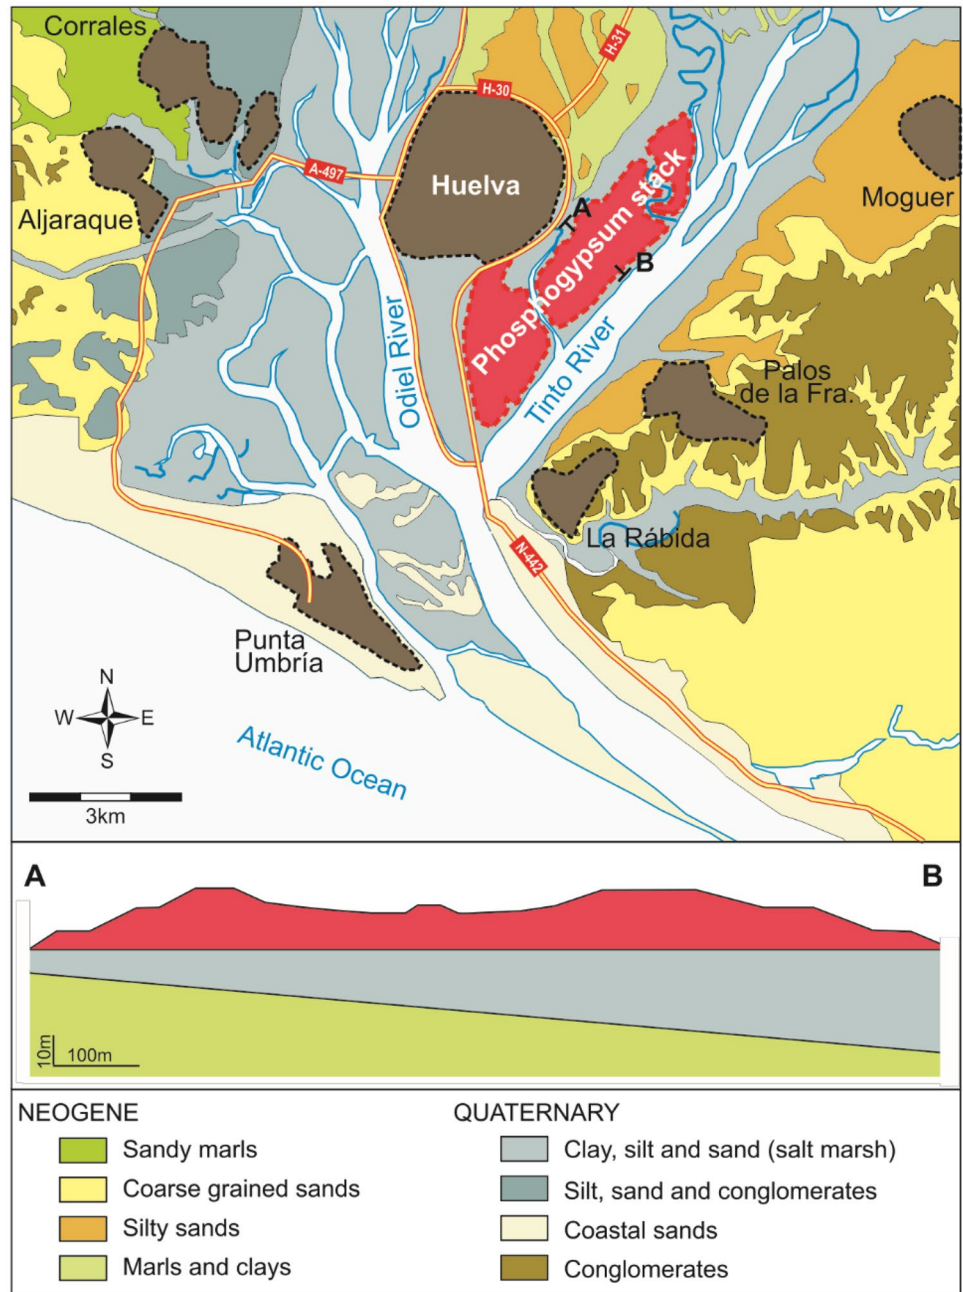 Corrales
H-31
H-30
A-497
Huelva
Aljaraque
Moguer
A
B
Phosphogypsum stack
Odiel River
Tinto River
Palos
de la Fra.
La Rábida
N-442
Punta
Umbría
N
W
E
S
Atlantic Ocean
3km
A
B
10m
100m
NEOGENE
Sandy marls
Coarse grained sands
Silty sands
Marls and clays
QUATERNARY
Clay, silt and sand (salt marsh)
Silt, sand and conglomerates
Coastal sands
Conglomerates